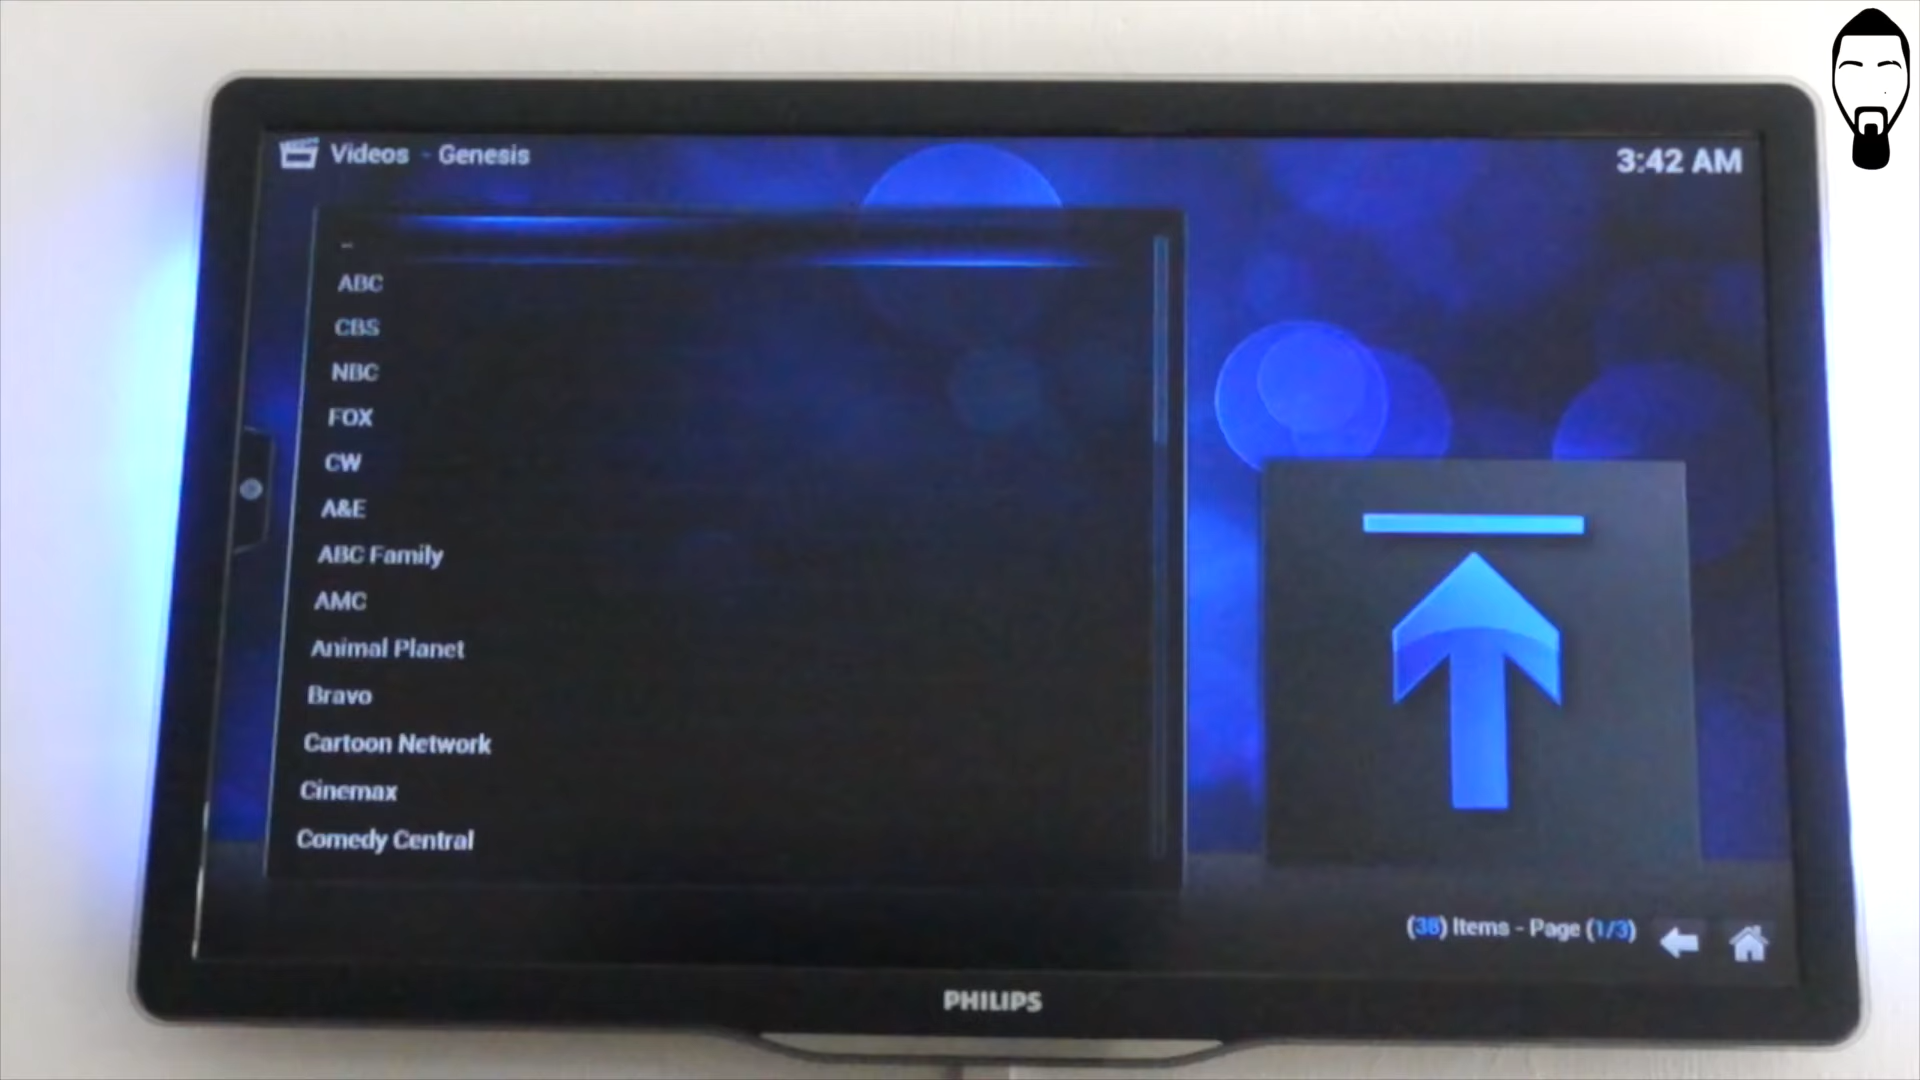 Videos - Genesis
3:42 AM
..
ABC
CBS
NBC
FOX
CW
A&E
ABC Family
AMC
Animal Planet
Bravo
Cartoon Network
Cinemax
Comedy Central
(38) Items - Page (1/3)
PHILIPS